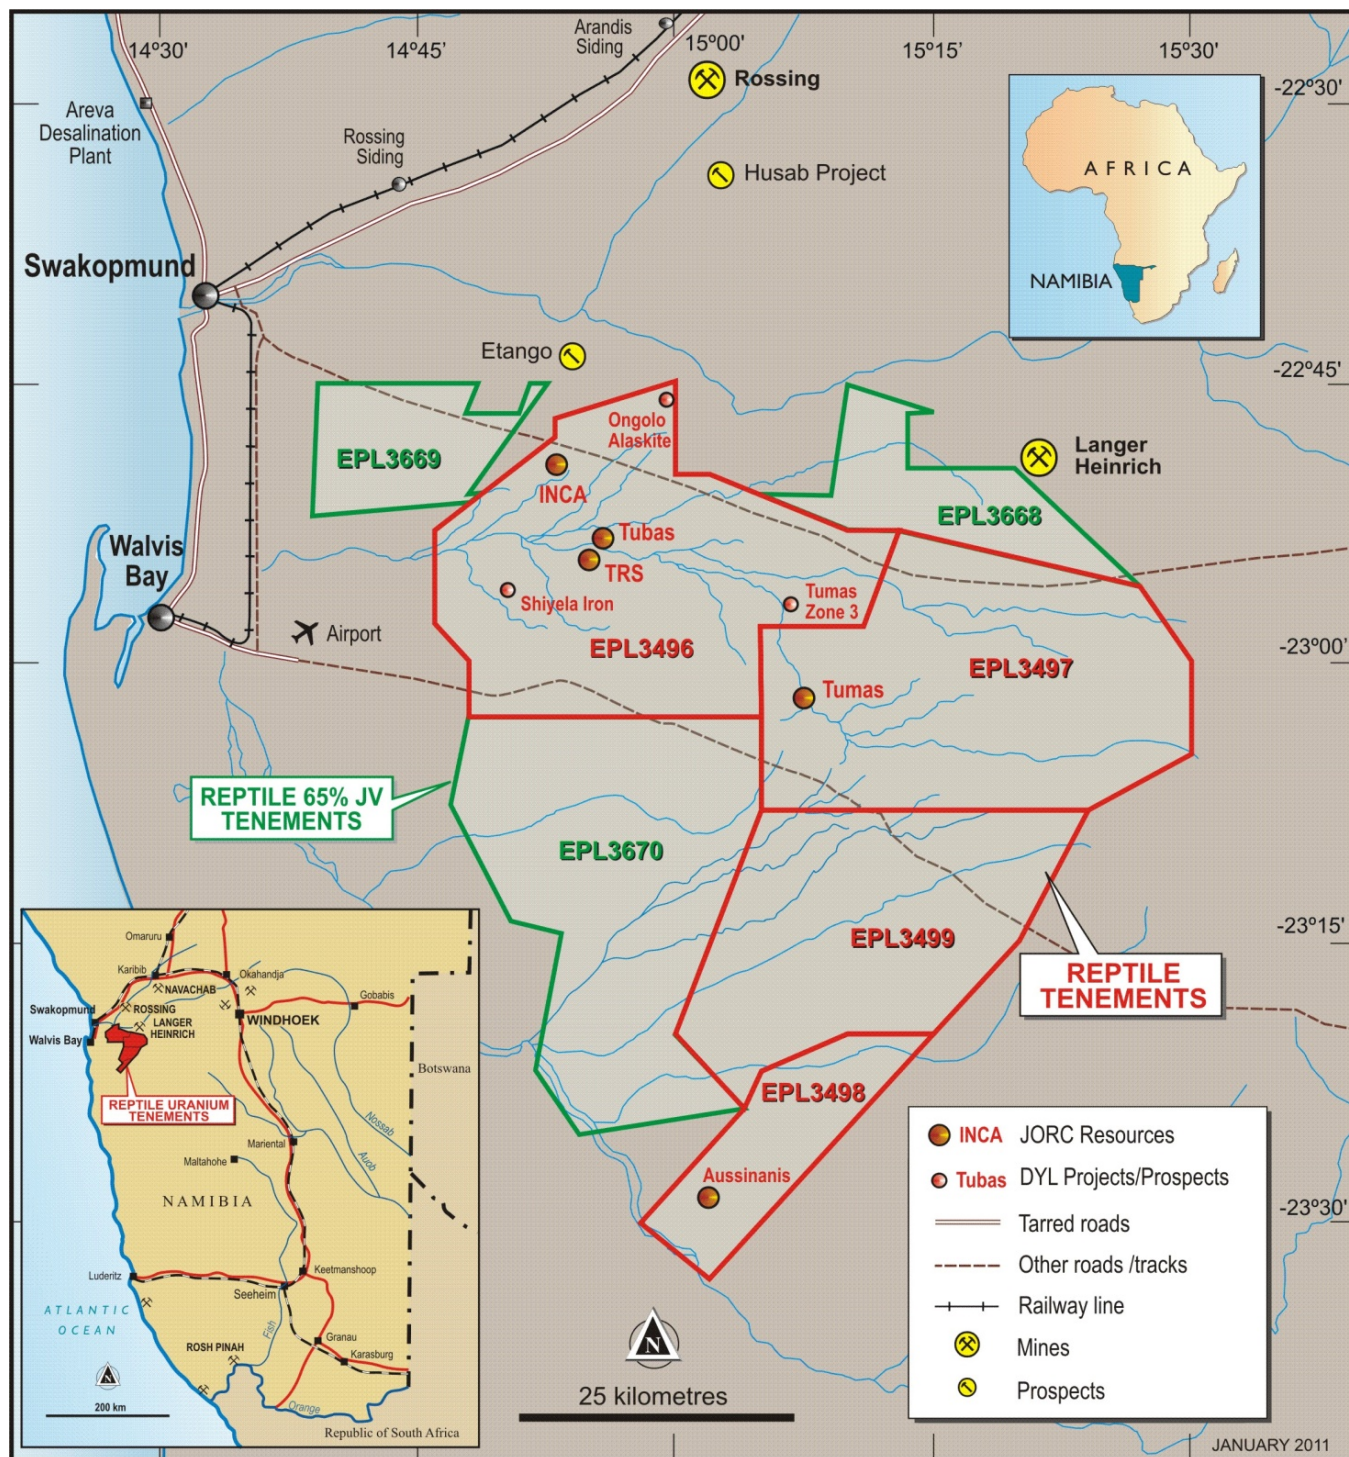 14°30'
14°45'
15°00'
15°15'
15°30'
Arandis
Siding
Rossing
-22°30'
Areva
Desalination
Plant
Rossing
Siding
Husab Project
AFRICA
NAMIBIA
Swakopmund
Etango
-22°45'
Ongolo
Alaskite
EPL3669
INCA
Langer
Heinrich
EPL3668
Tubas
TRS
Walvis
Bay
Shiyela Iron
Tumas
Zone 3
Airport
EPL3496
EPL3497
-23°00'
Tumas
REPTILE 65% JV
TENEMENTS
EPL3670
EPL3499
-23°15'
REPTILE
TENEMENTS
EPL3498
Aussinanis
-23°30'
Omaruru
Karibib
Okahandja
NAVACHAB
Gobabis
Swakopmund
ROSSING
LANGER
HEINRICH
WINDHOEK
Walvis Bay
Botswana
REPTILE URANIUM
TENEMENTS
Nossab
Auob
Mariental
Maltahohe
NAMIBIA
Luderitz
Keetmanshoop
Seeheim
ATLANTIC
OCEAN
Fish
Granau
ROSH PINAH
Karasburg
200 km
Orange
Republic of South Africa
N
25 kilometres
INCA JORC Resources
Tubas DYL Projects/Prospects
Tarred roads
Other roads /tracks
Railway line
Mines
Prospects
JANUARY 2011